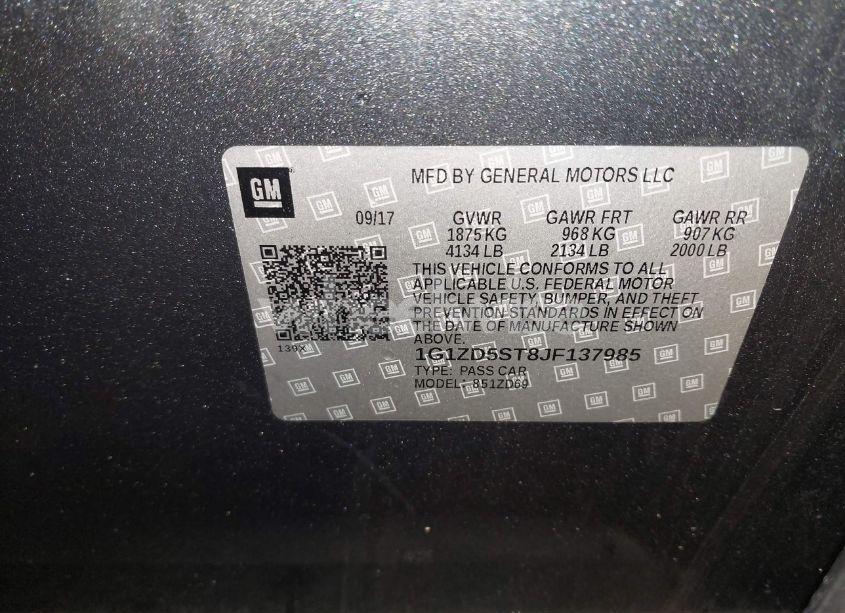 GM
MFD BY GENERAL MOTORS LLC
09/17 GVWR GAWR FRT GAWR RR
1875 KG 968 KG 907 KG
4134 LB 2134 LB 2000 LB
THIS VEHICLE CONFORMS TO ALL
APPLICABLE U.S. FEDERAL MOTOR
VEHICLE SAFETY, BUMPER, AND THEFT
PREVENTION STANDARDS IN EFFECT ON
THE DATE OF MANUFACTURE SHOWN
ABOVE.
139X
1G1ZD5ST8JF137985
TYPE: PASS CAR
MODEL: 851ZD69